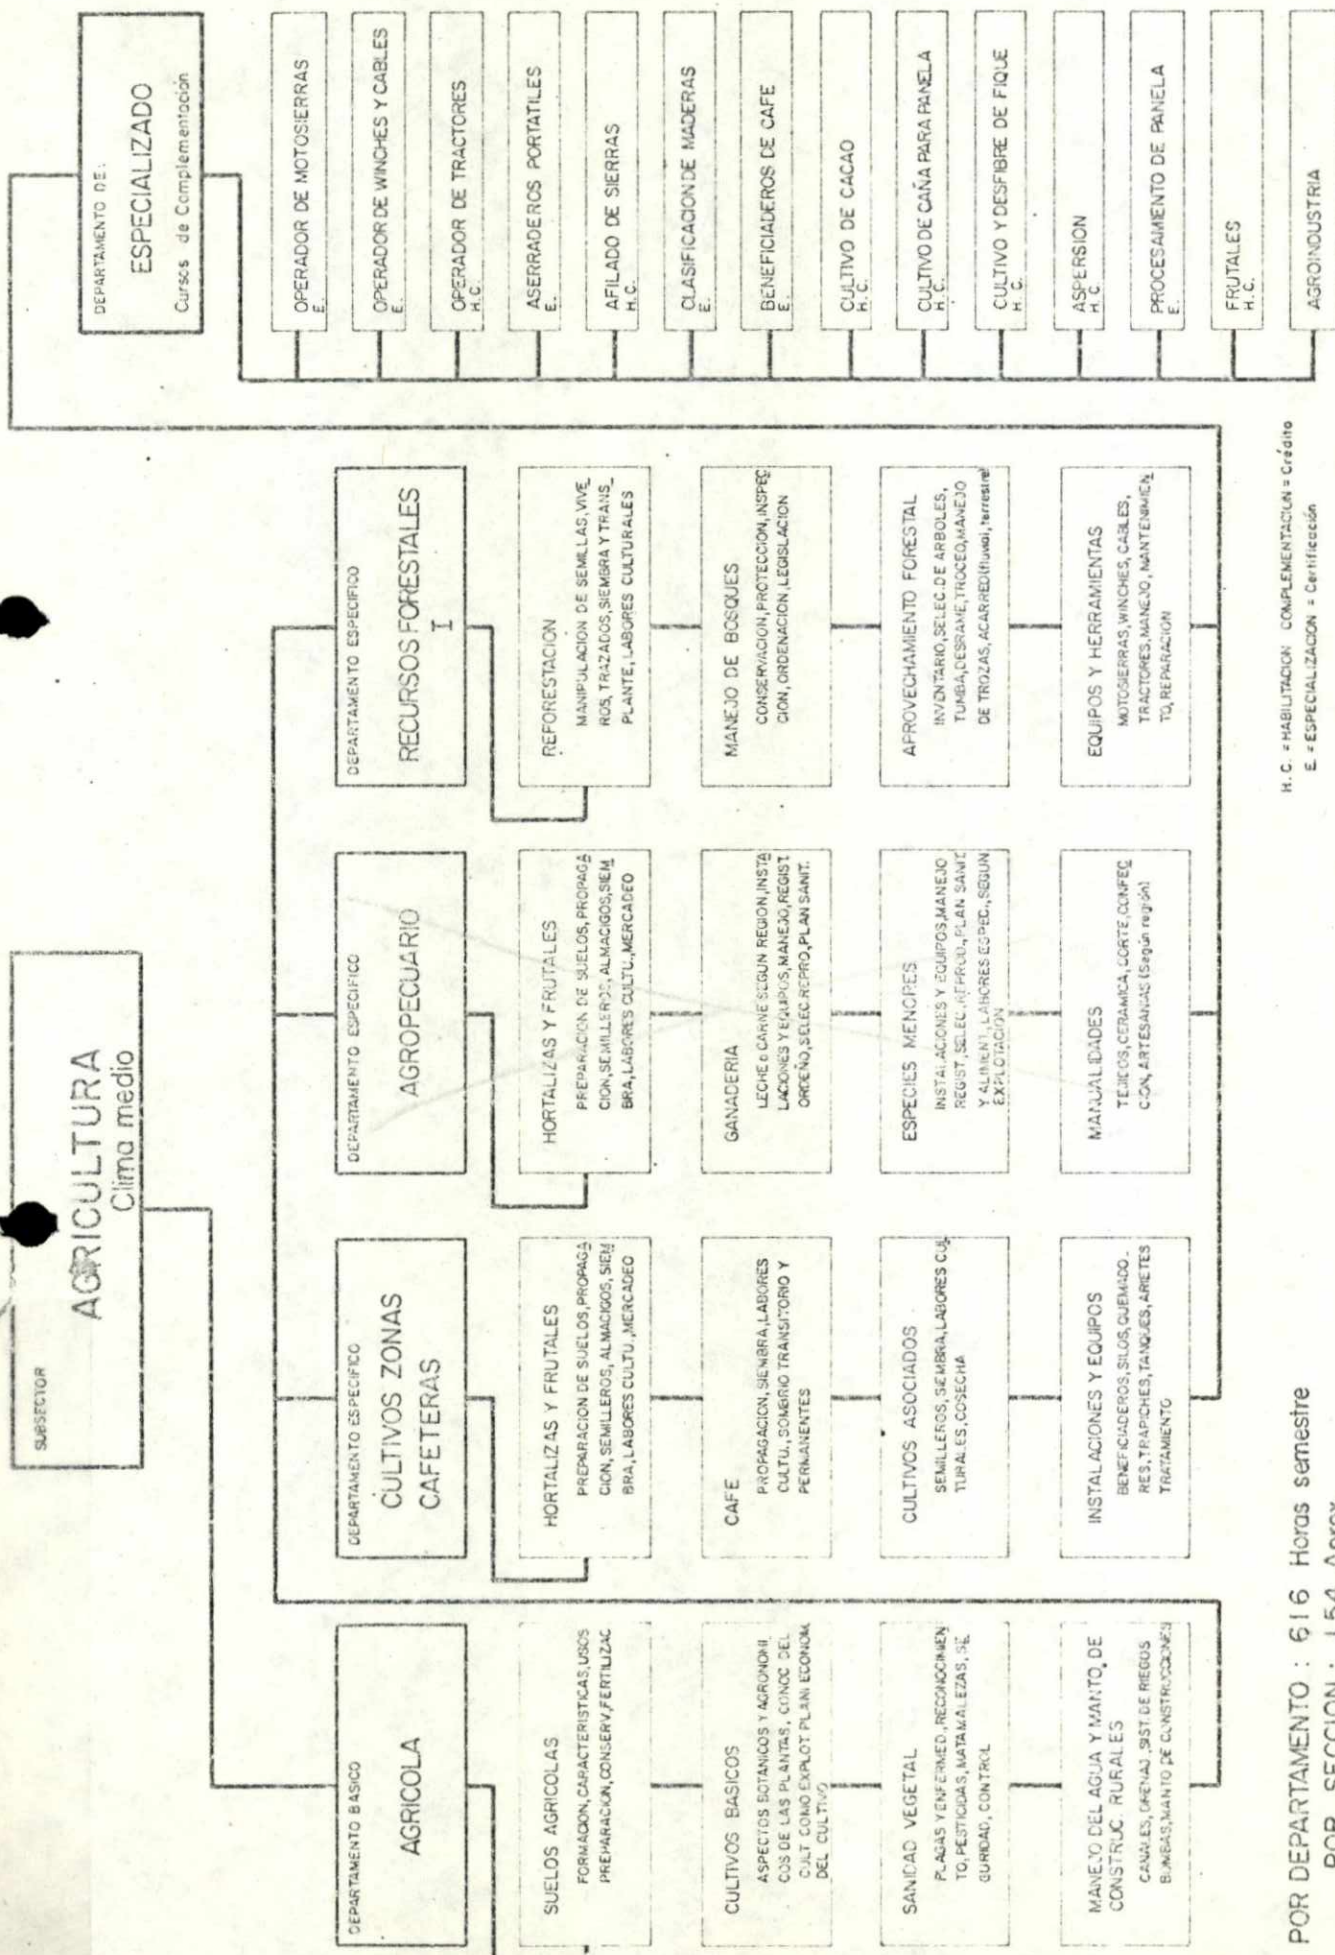 SUBSECTOR
AGRICULTURA
Clima medio
DEPARTAMENTO BASICO
AGRICOLA
SUELOS AGRICOLAS
FORMACION, CARACTERISTICAS, USOS
PREPARACION, CONSERV, FERTILIZAC
CULTIVOS BASICOS
ASPECTOS BOTANICOS Y AGRONOMI
COS DE LAS PLANTAS, CONOC DEL
CULT COMO EXPLOT PLANI ECONOM
DEL CULTIVO
SANIDAD VEGETAL
PLAGAS Y ENFERMED, RECONOCIMIEN
TO, PESTICIDAS, MATAMALEZAS, SE
GURIDAD, CONTROL
MANEJO DEL AGUA Y MANTO, DE
CONSTRUC. RURALES
CANALES, DRENAJ, SIST. DE RIEGOS
BOMBAS, MANTO DE CONSTRUCCIONES
DEPARTAMENTO ESPECIFICO
CULTIVOS ZONAS
CAFETERAS
HORTALIZAS Y FRUTALES
PREPARACION DE SUELOS, PROPAGA
CION, SEMILLEROS, ALMACIGOS, SIEM
BRA, LABORES CULTU., MERCADEO
CAFE
PROPAGACION, SIEMBRA, LABORES
CULTU., SOMBRIO TRANSITORIO Y
PERMANENTES
CULTIVOS ASOCIADOS
SEMILLEROS, SIEMBRA, LABORES CUL
TURALES, COSECHA
INSTALACIONES Y EQUIPOS
BENEFICIADEROS, SILOS, QUEMADO_
RES, TRAPICHES, TANQUES, ARIETES
TRATAMIENTO
DEPARTAMENTO ESPECIFICO
AGROPECUARIO
HORTALIZAS Y FRUTALES
PREPARACION DE SUELOS, PROPAGA
CION, SEMILLEROS, ALMACIGOS, SIEM
BRA, LABORES CULTU., MERCADEO
GANADERIA
LECHE o CARNE SEGUN REGION, INSTA
LACIONES Y EQUIPOS, MANEJO, REGIST
ORDEÑO, SELEC. REPRO, PLAN SANIT.
ESPECIES MENORES
INSTALACIONES Y EQUIPOS, MANEJO
REGIST, SELEC., REPROD., PLAN SANIT
Y ALIMENT, LABORES ESPEC., SEGUN
EXPLOTACION
MANUALIDADES
TEJIDOS, CERAMICA, CORTE, CONFEC
CION, ARTESANIAS (Según región)
DEPARTAMENTO ESPECIFICO
RECURSOS FORESTALES
I
REFORESTACION
MANIPULACION DE SEMILLAS, VIVE_
ROS, TRAZADOS, SIEMBRA Y TRANS_
PLANTE, LABORES CULTURALES
MANEJO DE BOSQUES
CONSERVACION, PROTECCION, INSPEC
CION, ORDENACION, LEGISLACION
APROVECHAMIENTO FORESTAL
INVENTARIO, SELEC. DE ARBOLES,
TUMBA, DESRAME, TROCEO, MANEJO
DE TROZAS, ACARREO (fluvial, terrestre)
EQUIPOS Y HERRAMIENTAS
MOTOSIERRAS, WINCHES, CABLES,
TRACTORES, MANEJO, MANTENIMIEN
TO, REPARACION
DEPARTAMENTO DE:
ESPECIALIZADO
Cursos de Complementación
OPERADOR DE MOTOSIERRAS
E.
OPERADOR DE WINCHES Y CABLES
E.
OPERADOR DE TRACTORES
H.C.
ASERRADEROS PORTATILES
E.
AFILADO DE SIERRAS
H.C.
CLASIFICACION DE MADERAS
E.
BENEFICIADEROS DE CAFE
E.
CULTIVO DE CACAO
H.C.
CULTIVO DE CAÑA PARA PANELA
H.C.
CULTIVO Y DESFIBRE DE FIQUE
H.C.
ASPERSION
H.C.
PROCESAMIENTO DE PANELA
E.
FRUTALES
H.C.
AGROINDUSTRIA
H.C. = HABILITACION COMPLEMENTACION = Crédito
E. = ESPECIALIZACION = Certificación
POR DEPARTAMENTO : 616 Horas semestre
POR SECCION : 154 Aprox